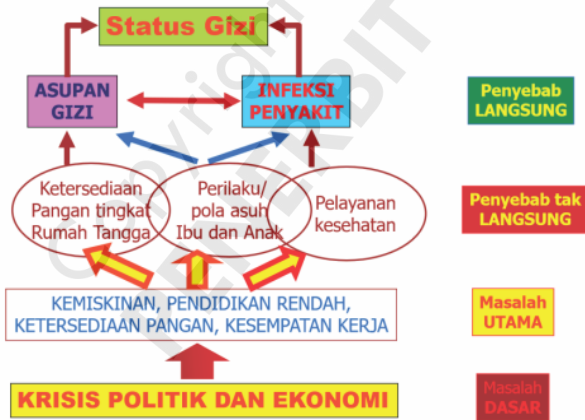 Status Gizi
ASUPAN
GIZI
INFEKSI
PENYAKIT
Penyebab
LANGSUNG
Ketersediaan
Pangan tingkat
Rumah Tangga
Perilaku/
pola asuh
Ibu dan Anak
Pelayanan
kesehatan
Penyebab tak
LANGSUNG
KEMISKINAN, PENDIDIKAN RENDAH,
KETERSEDIAAN PANGAN, KESEMPATAN KERJA
Masalah
UTAMA
KRISIS POLITIK DAN EKONOMI
Masalah
DASAR
Copyright
PENERBIT